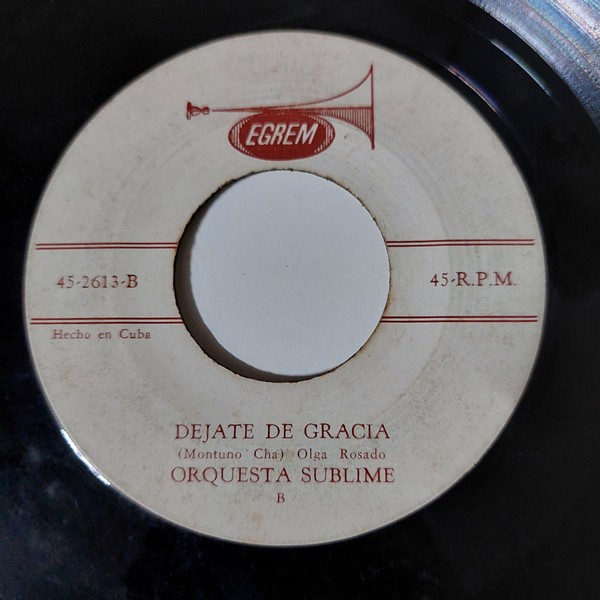 EGREM
45-2613-B
45-R.P.M.
Hecho en Cuba
DEJATE DE GRACIA
(Montuno Cha) Olga Rosado
ORQUESTA SUBLIME
B